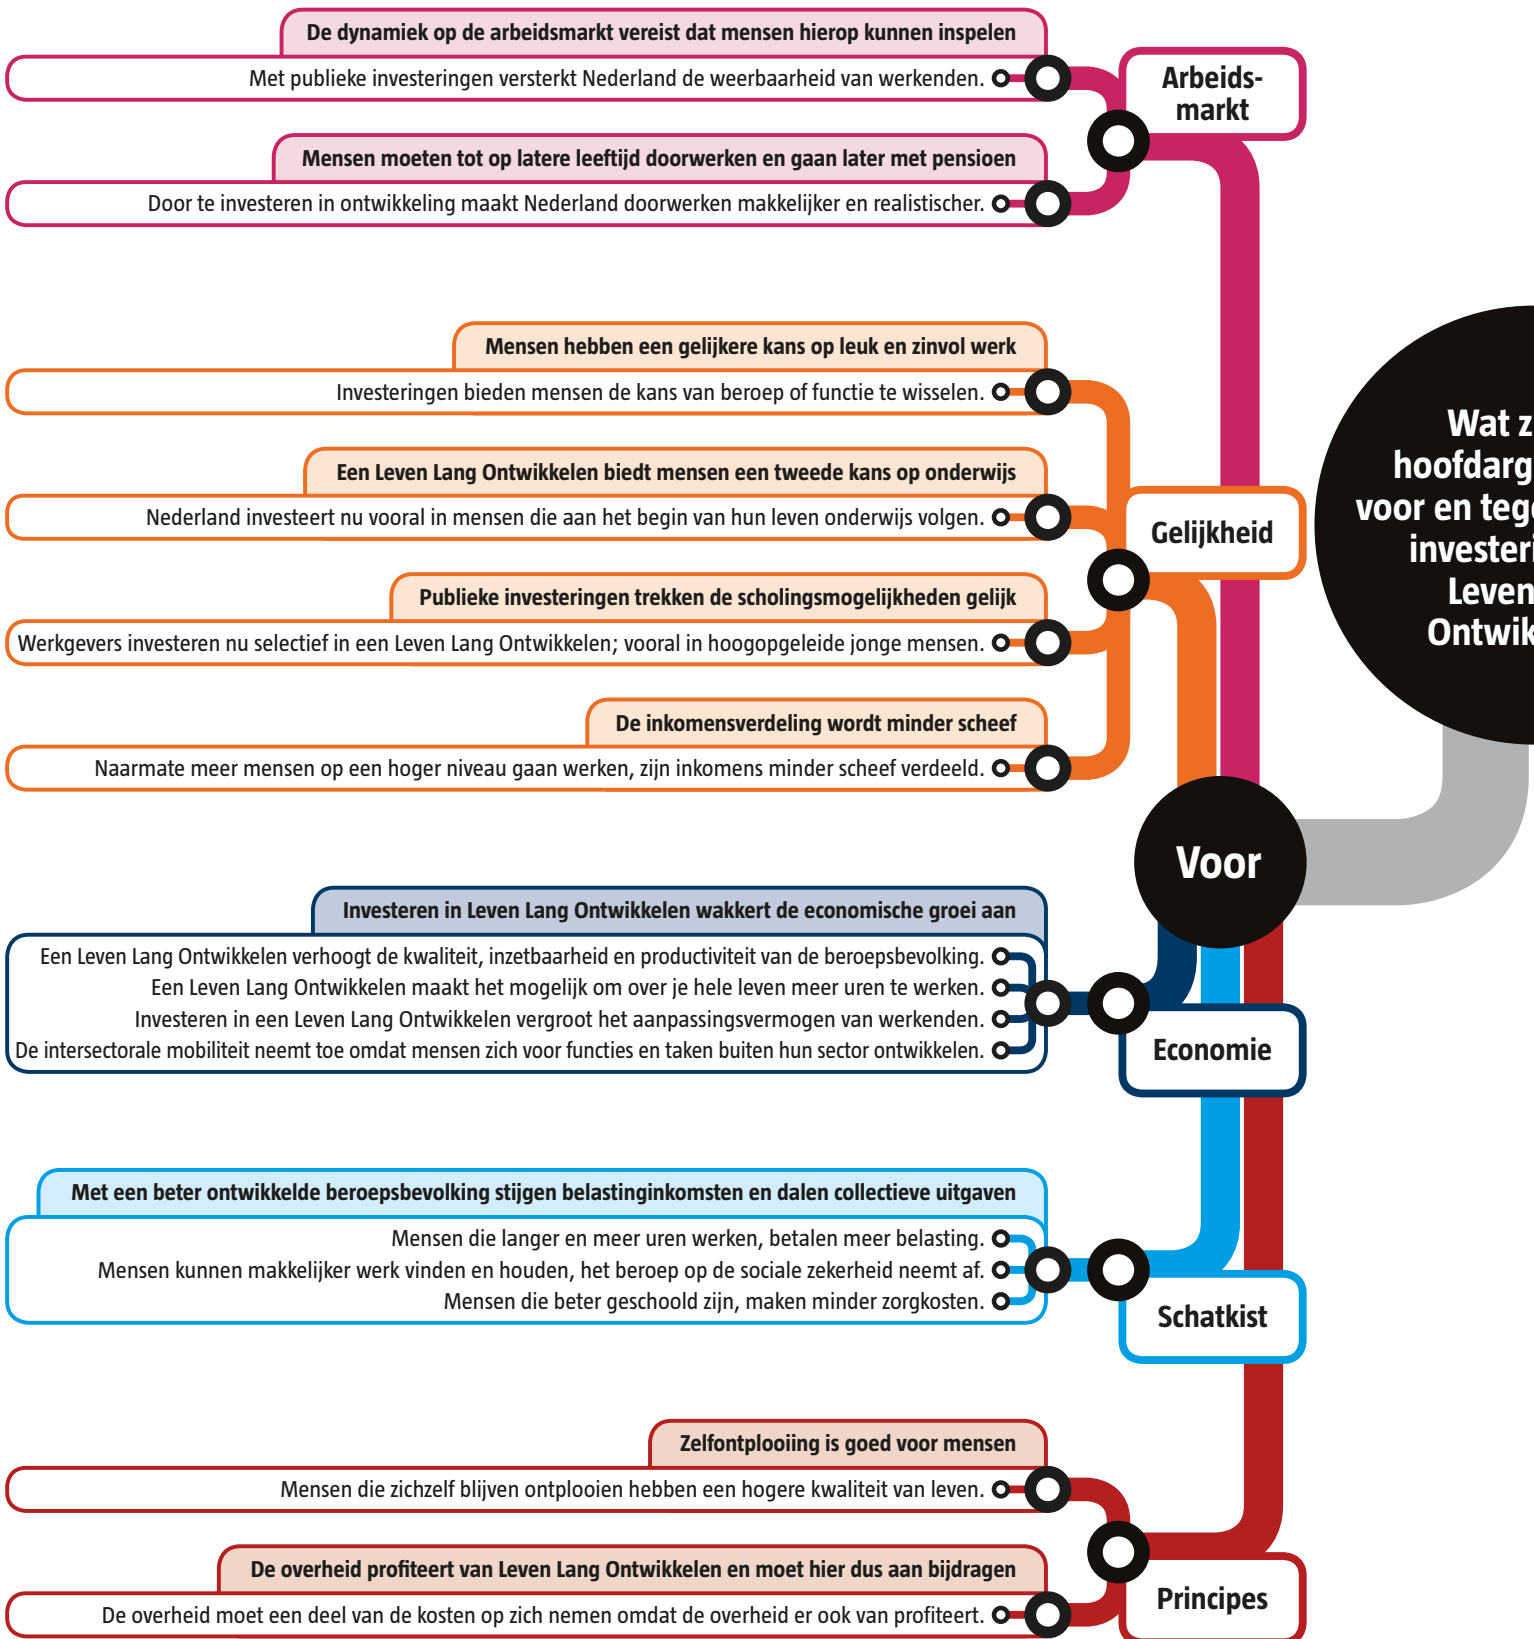 De dynamiek op de arbeidsmarkt vereist dat mensen hierop kunnen inspelen
Met publieke investeringen versterkt Nederland de weerbaarheid van werkenden.
Arbeids-
markt
Mensen moeten tot op latere leeftijd doorwerken en gaan later met pensioen
Door te investeren in ontwikkeling maakt Nederland doorwerken makkelijker en realistischer.
Mensen hebben een gelijkere kans op leuk en zinvol werk
Investeringen bieden mensen de kans van beroep of functie te wisselen.
Een Leven Lang Ontwikkelen biedt mensen een tweede kans op onderwijs
Nederland investeert nu vooral in mensen die aan het begin van hun leven onderwijs volgen.
Gelijkheid
Publieke investeringen trekken de scholingsmogelijkheden gelijk
Werkgevers investeren nu selectief in een Leven Lang Ontwikkelen; vooral in hoogopgeleide jonge mensen.
De inkomensverdeling wordt minder scheef
Naarmate meer mensen op een hoger niveau gaan werken, zijn inkomens minder scheef verdeeld.
Wat z
hoofdarg
voor en teg
investeri
Leven
Ontwik
Voor
Investeren in Leven Lang Ontwikkelen wakkert de economische groei aan
Een Leven Lang Ontwikkelen verhoogt de kwaliteit, inzetbaarheid en productiviteit van de beroepsbevolking.
Een Leven Lang Ontwikkelen maakt het mogelijk om over je hele leven meer uren te werken.
Investeren in een Leven Lang Ontwikkelen vergroot het aanpassingsvermogen van werkenden.
De intersectorale mobiliteit neemt toe omdat mensen zich voor functies en taken buiten hun sector ontwikkelen.
Economie
Met een beter ontwikkelde beroepsbevolking stijgen belastinginkomsten en dalen collectieve uitgaven
Mensen die langer en meer uren werken, betalen meer belasting.
Mensen kunnen makkelijker werk vinden en houden, het beroep op de sociale zekerheid neemt af.
Mensen die beter geschoold zijn, maken minder zorgkosten.
Schatkist
Zelfontplooiing is goed voor mensen
Mensen die zichzelf blijven ontplooien hebben een hogere kwaliteit van leven.
De overheid profiteert van Leven Lang Ontwikkelen en moet hier dus aan bijdragen
De overheid moet een deel van de kosten op zich nemen omdat de overheid er ook van profiteert.
Principes